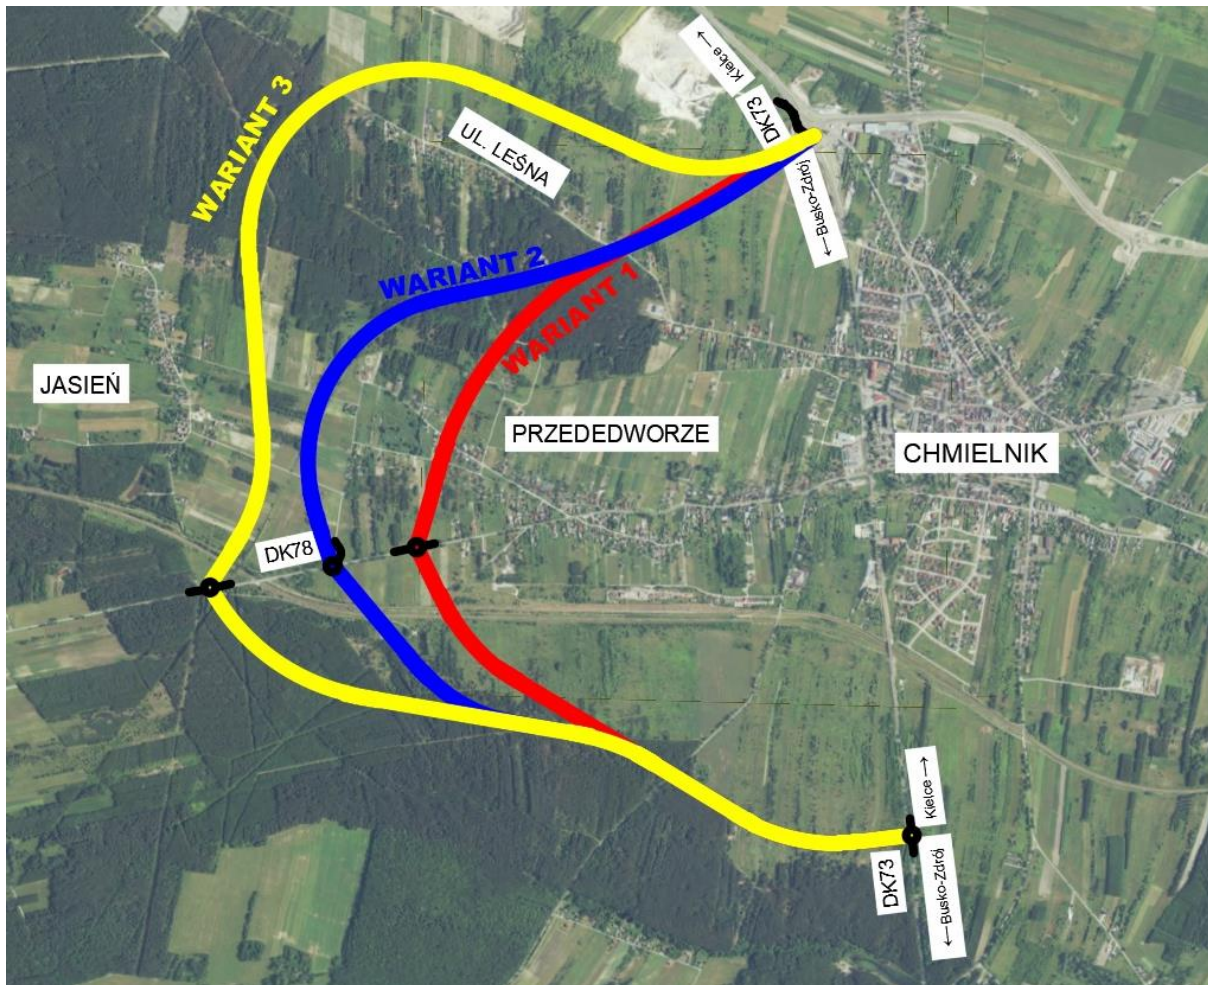 Kielce →
DK73
WARIANT 3
UL. LEŚNA
← Busko-Zdrój
WARIANT 2
WARIANT 1
JASIEŃ
PRZEDEDWORZE
CHMIELNIK
DK78
Kielce →
DK73
← Busko-Zdrój